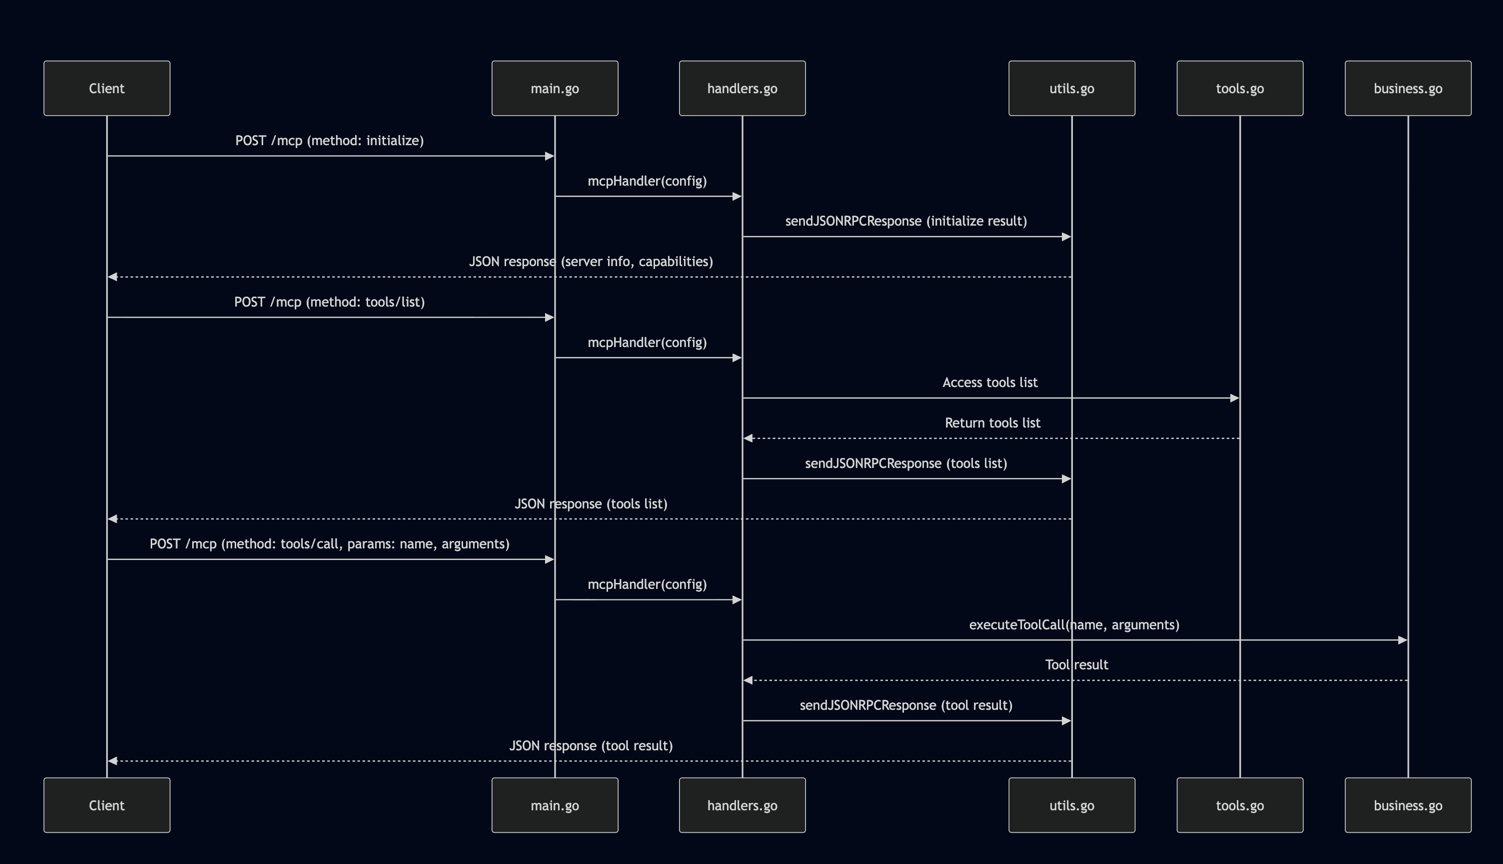 Client
main.go
handlers.go
utils.go
tools.go
business.go
POST /mcp (method: initialize)
mcpHandler(config)
sendJSONRPCResponse (initialize result)
JSON response (server info, capabilities)
POST /mcp (method: tools/list)
mcpHandler(config)
Access tools list
Return tools list
sendJSONRPCResponse (tools list)
JSON response (tools list)
POST /mcp (method: tools/call, params: name, arguments)
mcpHandler(config)
executeToolCall(name, arguments)
Tool result
sendJSONRPCResponse (tool result)
JSON response (tool result)
Client
main.go
handlers.go
utils.go
tools.go
business.go